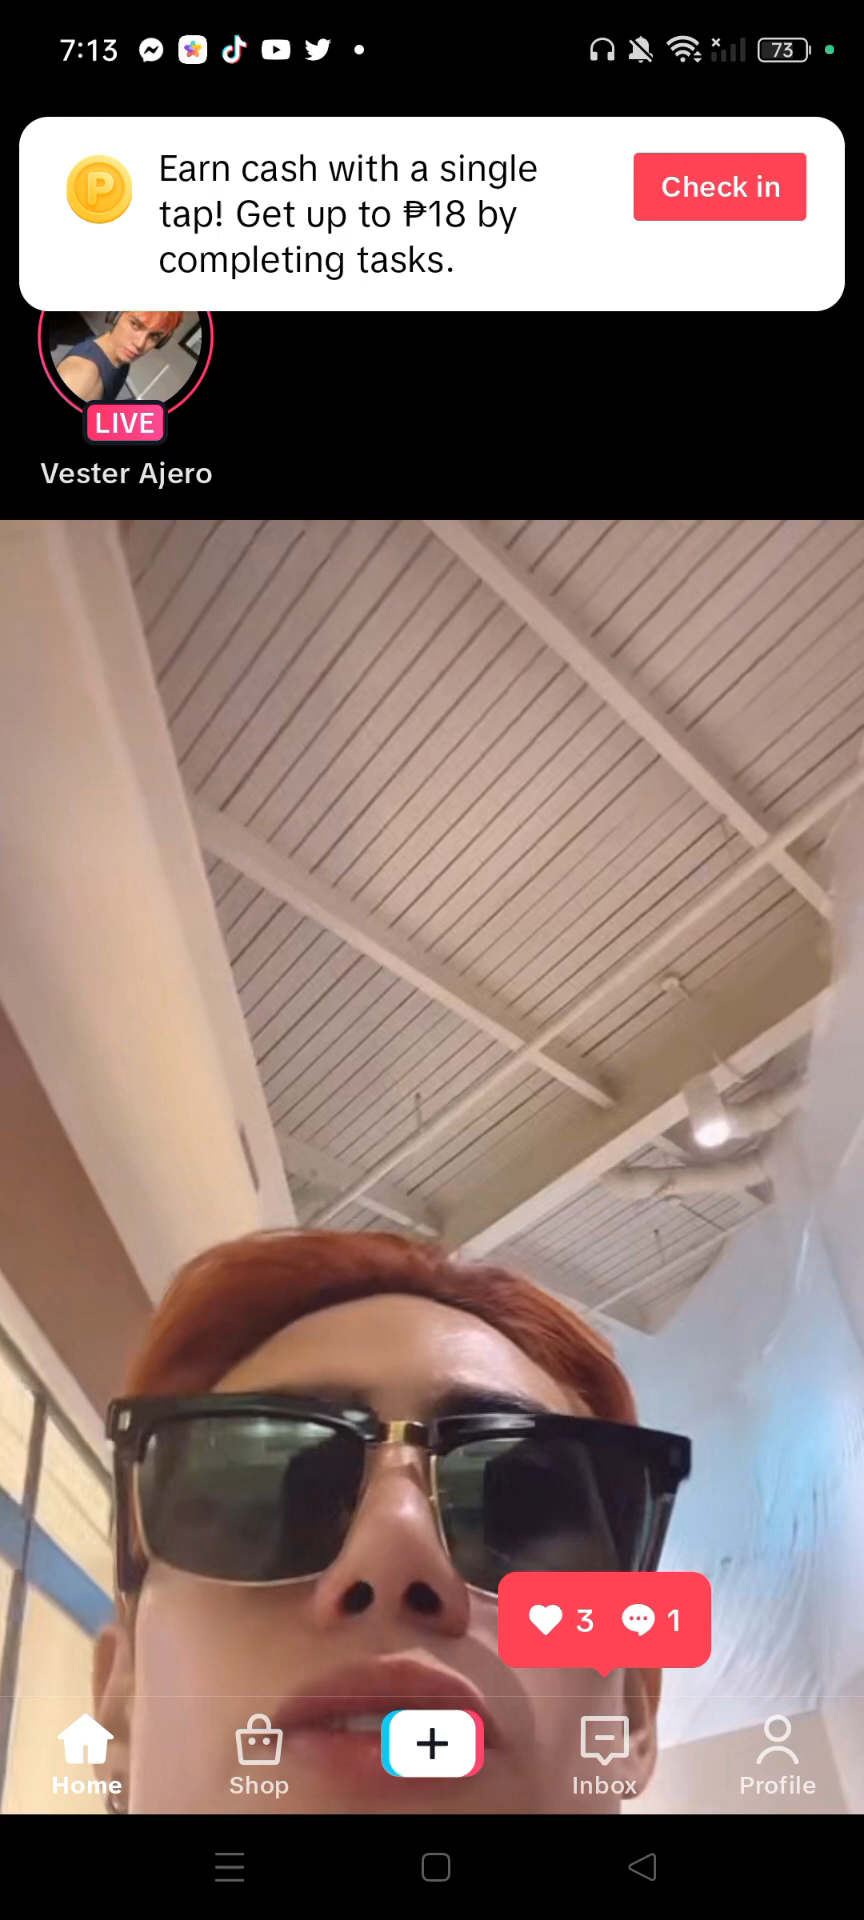 7:13
73
Earn cash with a single
tap! Get up to ₱18 by
completing tasks.
Check in
LIVE
Vester Ajero
3
1
Home
Shop
Inbox
Profile